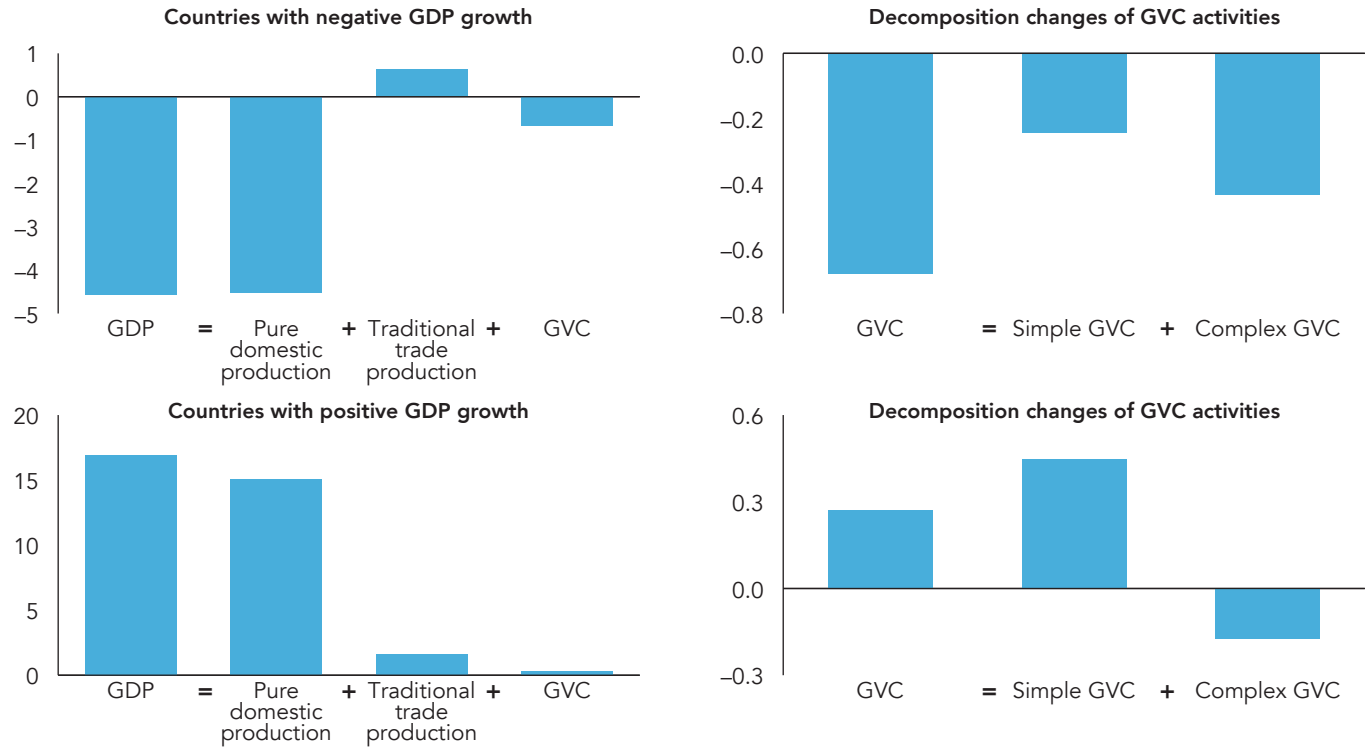 Countries with negative GDP growth
1
0
–1
–2
–3
–4
–5
GDP = Pure + Traditional + GVC
domestic trade
production production
Decomposition changes of GVC activities
0.0
–0.2
–0.4
–0.6
–0.8
GVC = Simple GVC + Complex GVC
Countries with positive GDP growth
20
15
10
5
0
GDP = Pure + Traditional + GVC
domestic trade
production production
Decomposition changes of GVC activities
0.6
0.3
0.0
–0.3
GVC = Simple GVC + Complex GVC